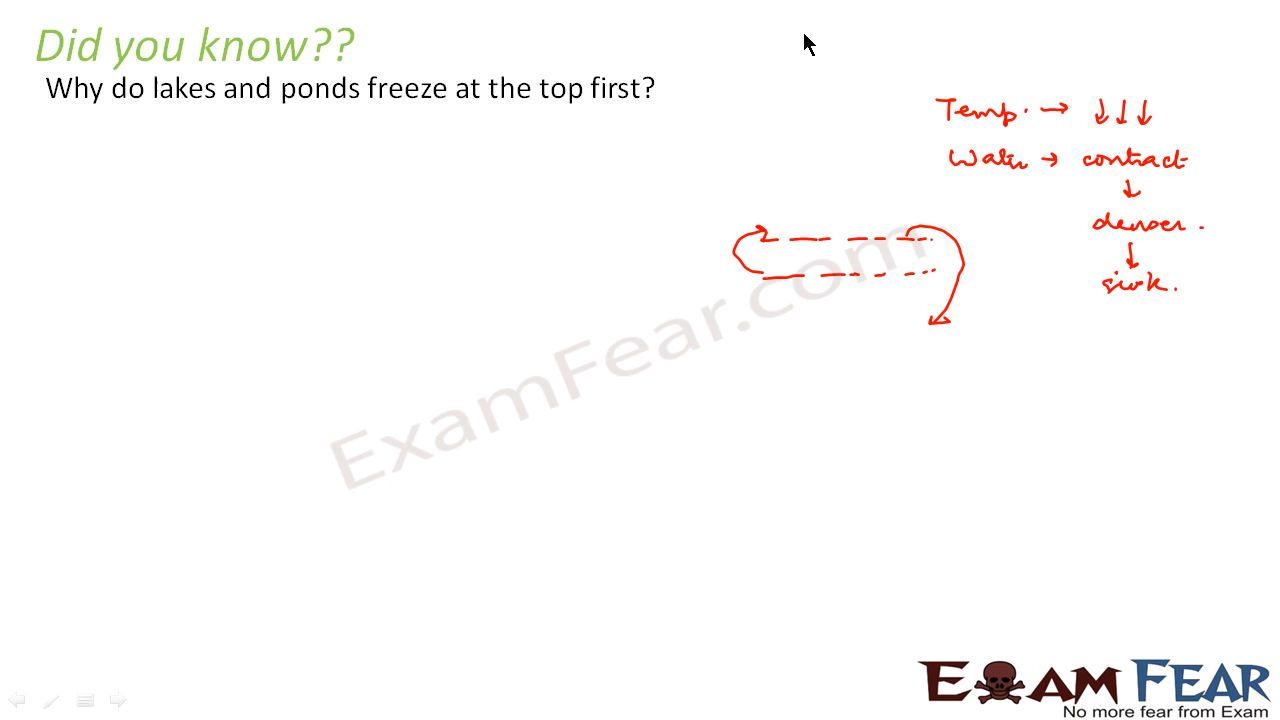 Did you know??
Why do lakes and ponds freeze at the top first?
Temp. → ↓ ↓ ↓
Water → contract
↓
denser.
↓
sink.
ExamFear.com
EXAM FEAR
No more fear from Exam